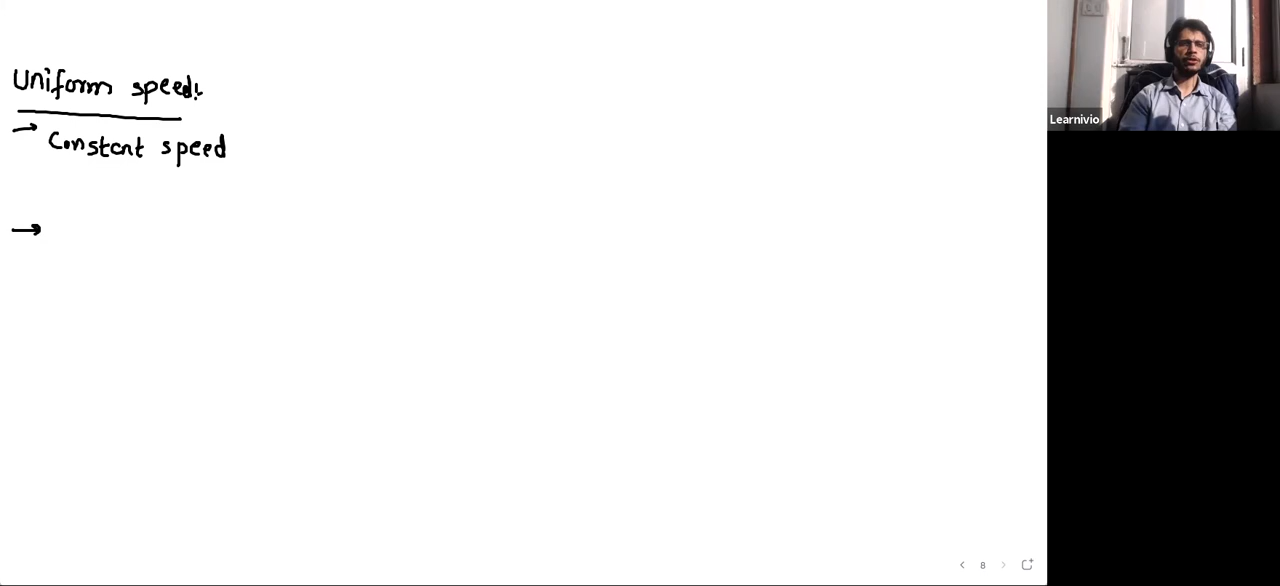 Uniform speed:
→ Constant speed
→
Learnivio
8